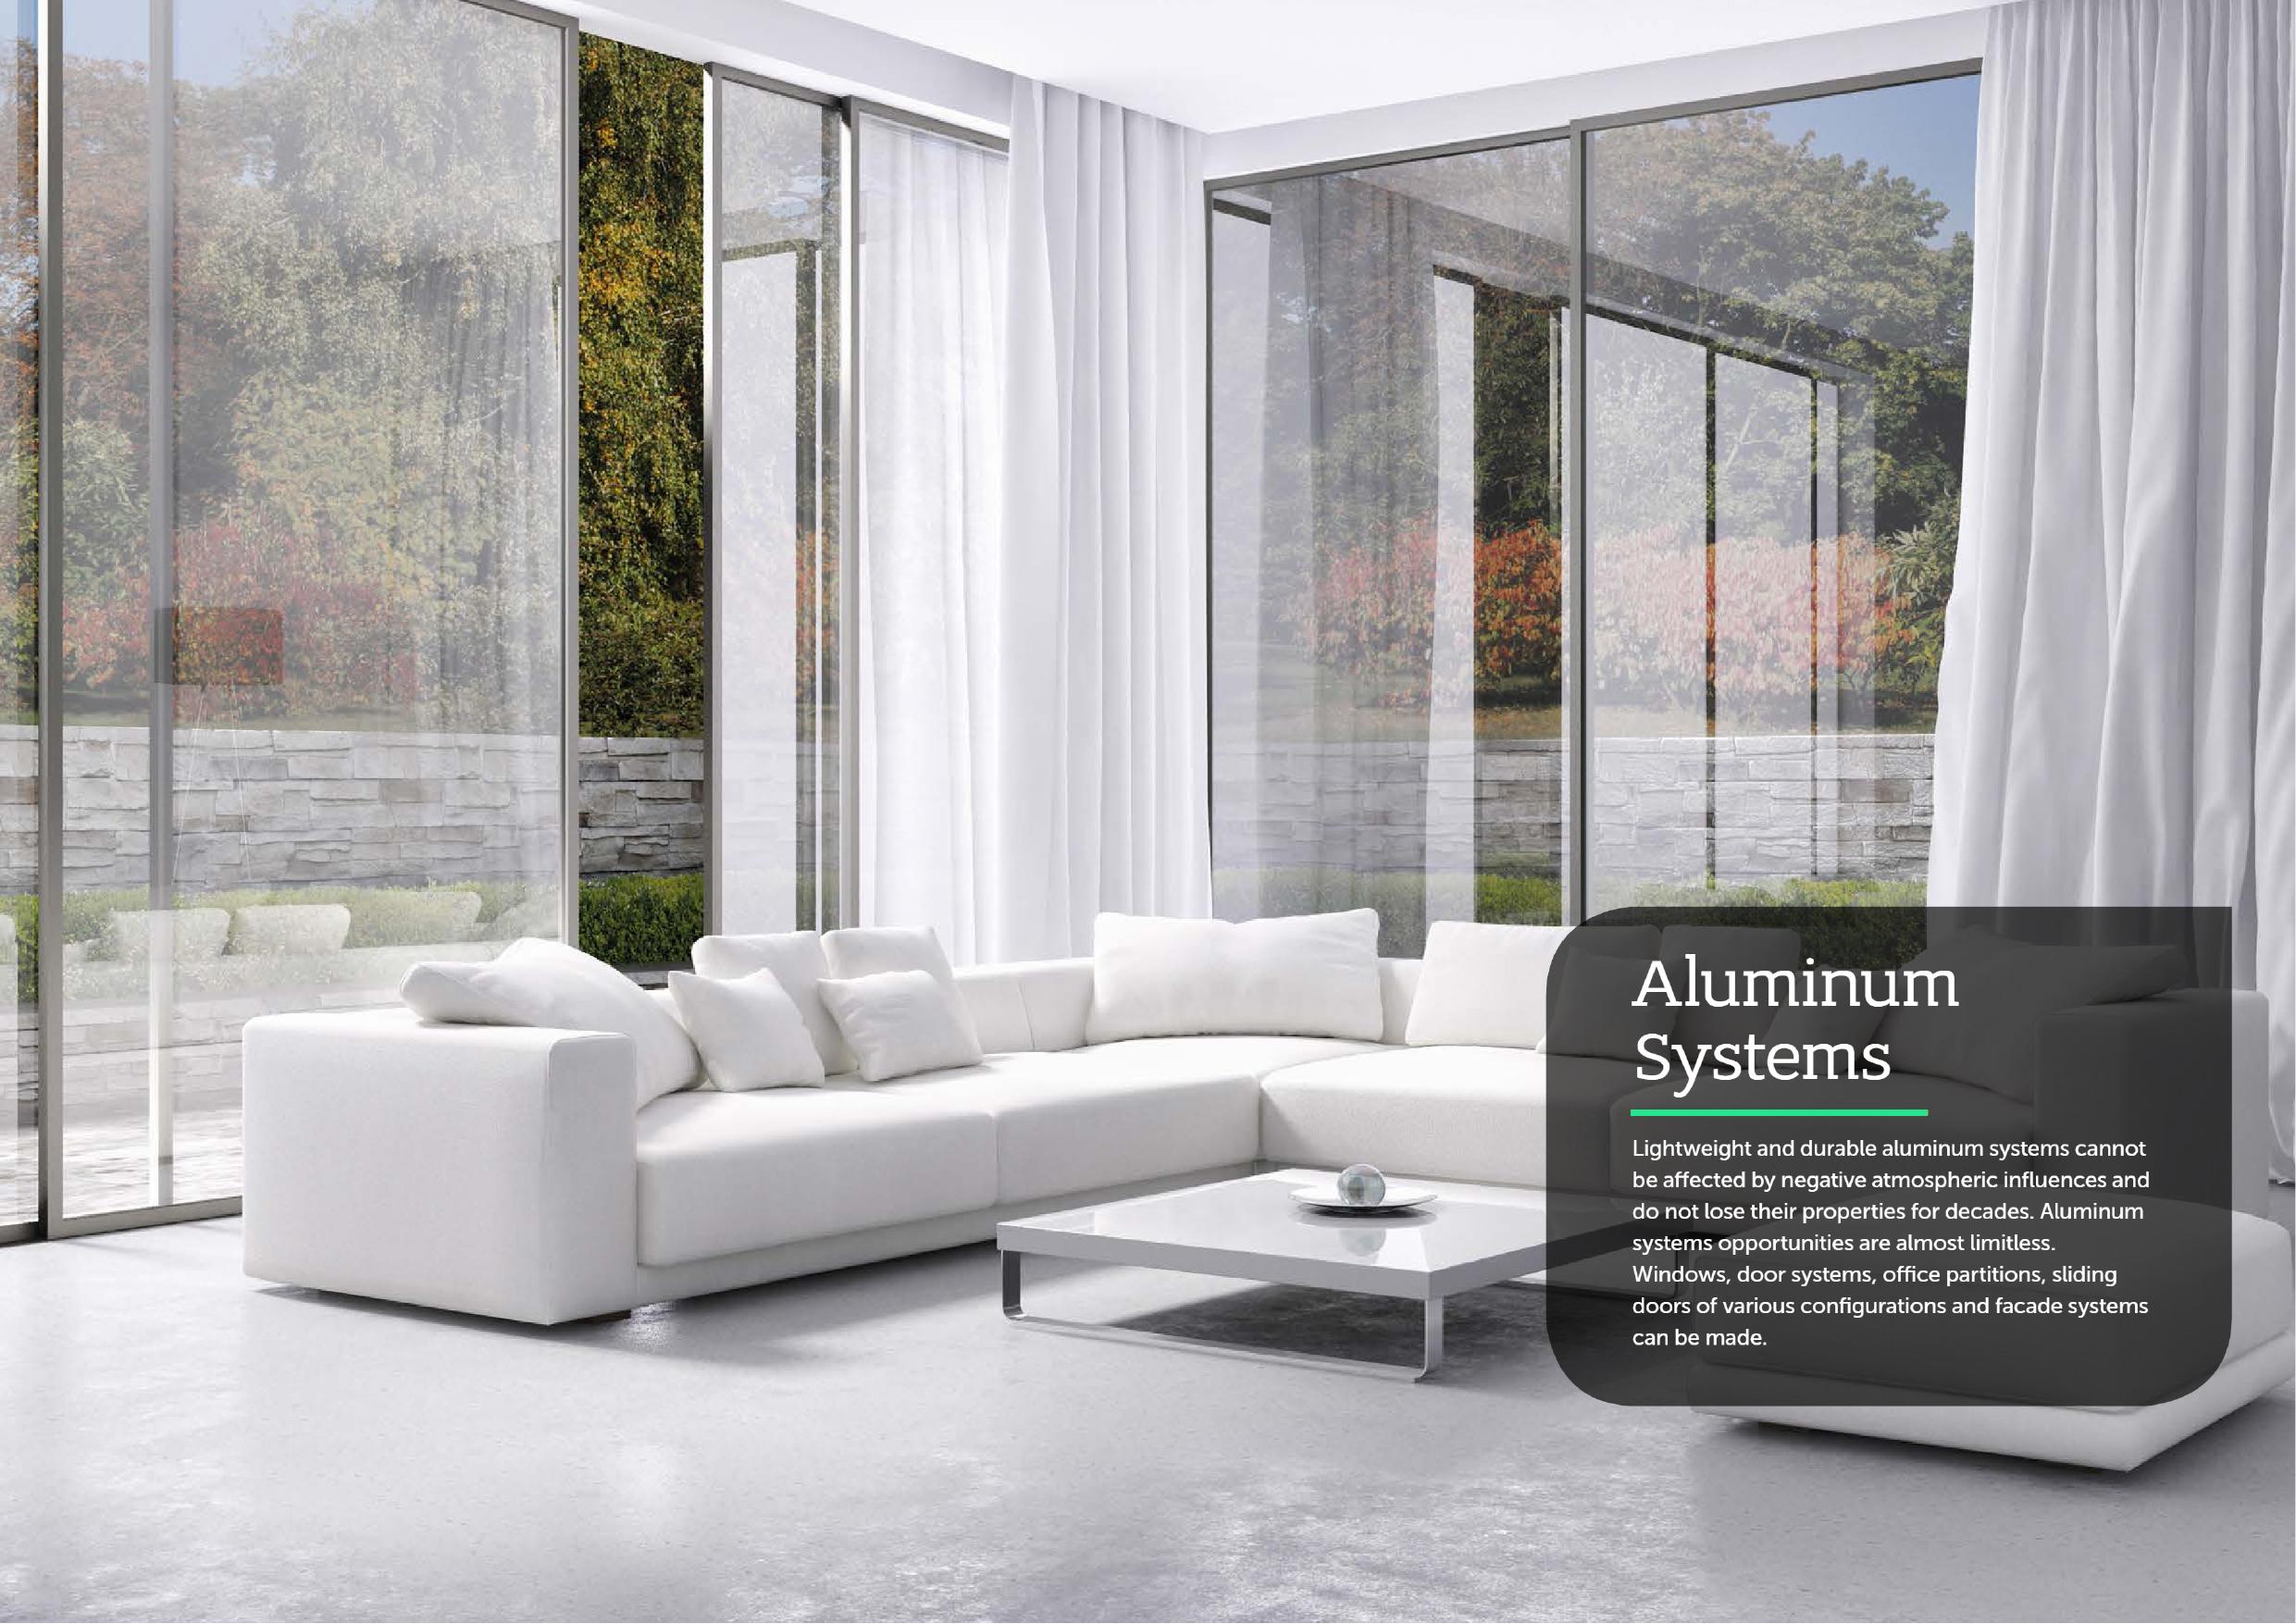 Aluminum
Systems
Lightweight and durable aluminum systems cannot
be affected by negative atmospheric influences and
do not lose their properties for decades. Aluminum
systems opportunities are almost limitless.
Windows, door systems, office partitions, sliding
doors of various configurations and facade systems
can be made.